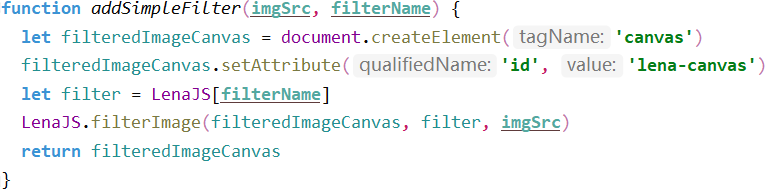 function addSimpleFilter(imgSrc, filterName) {
let filteredImageCanvas = document.createElement( tagName: 'canvas')
filteredImageCanvas.setAttribute( qualifiedName: 'id', value: 'lena-canvas')
let filter = LenaJS[filterName]
LenaJS.filterImage(filteredImageCanvas, filter, imgSrc)
return filteredImageCanvas
}